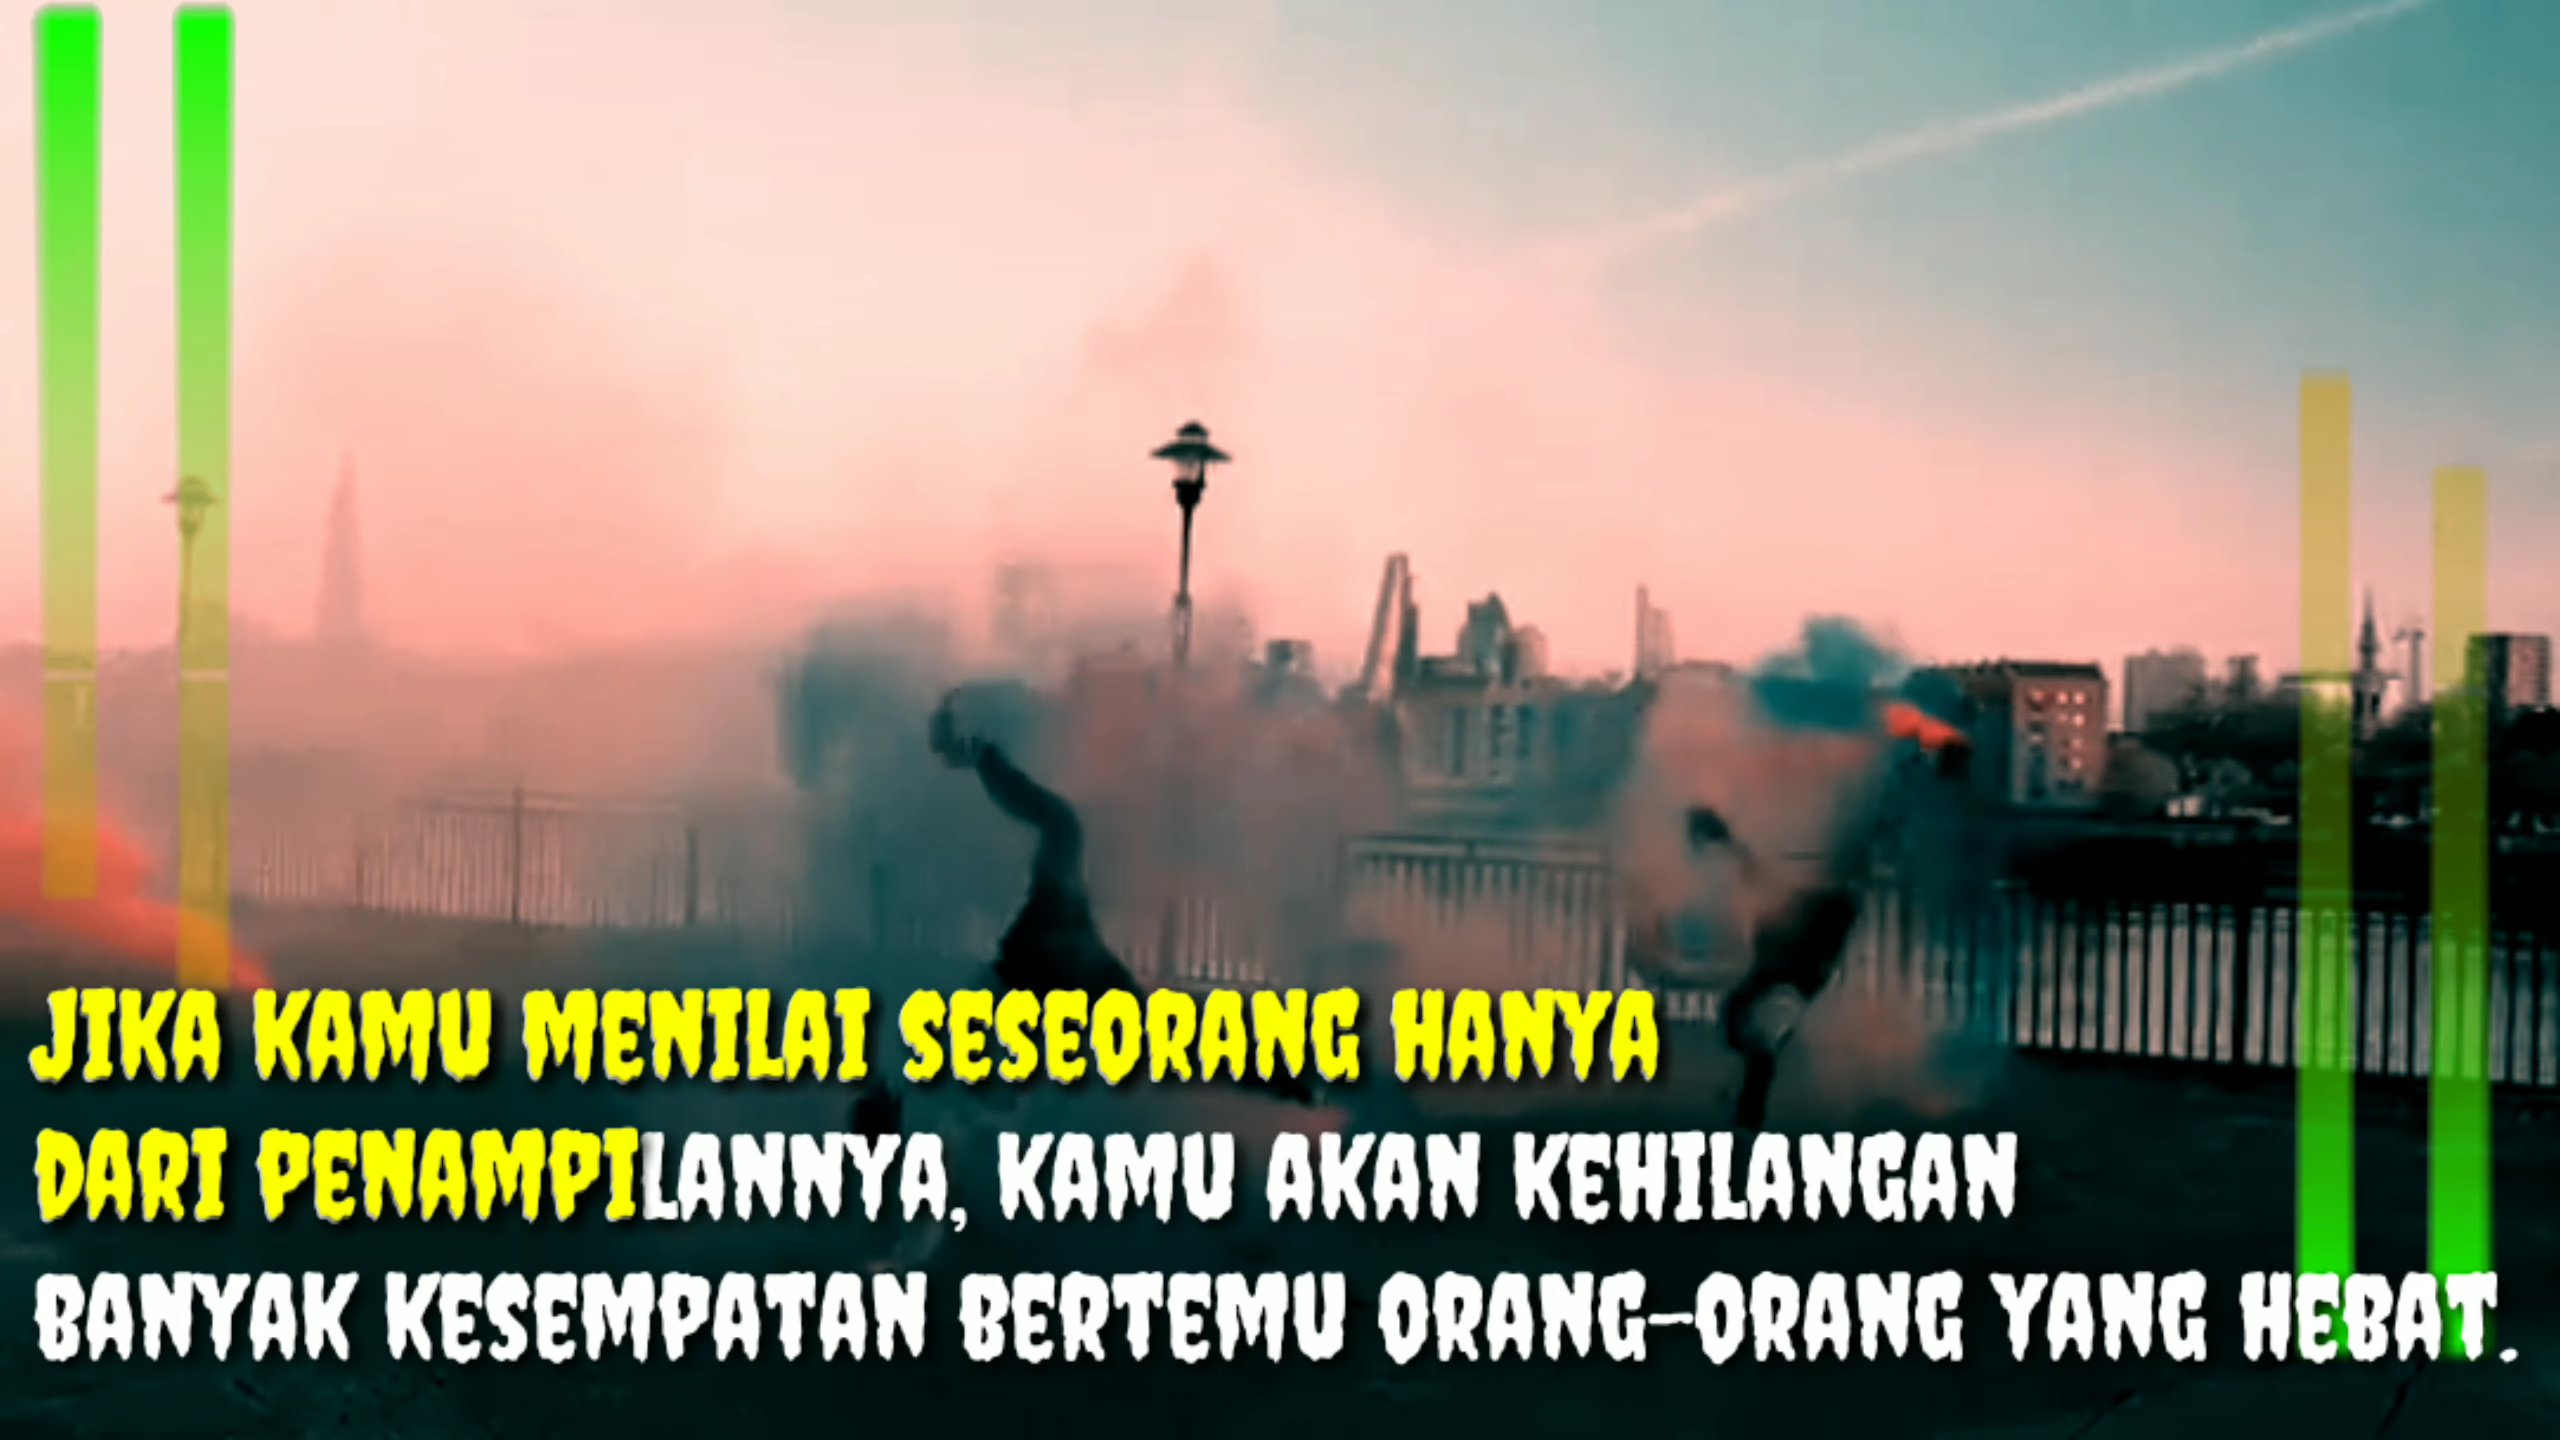 JIKA KAMU MENILAI SESEORANG HANYA
DARI PENAMPILANNYA, KAMU AKAN KEHILANGAN
BANYAK KESEMPATAN BERTEMU ORANG-ORANG YANG HEBAT.